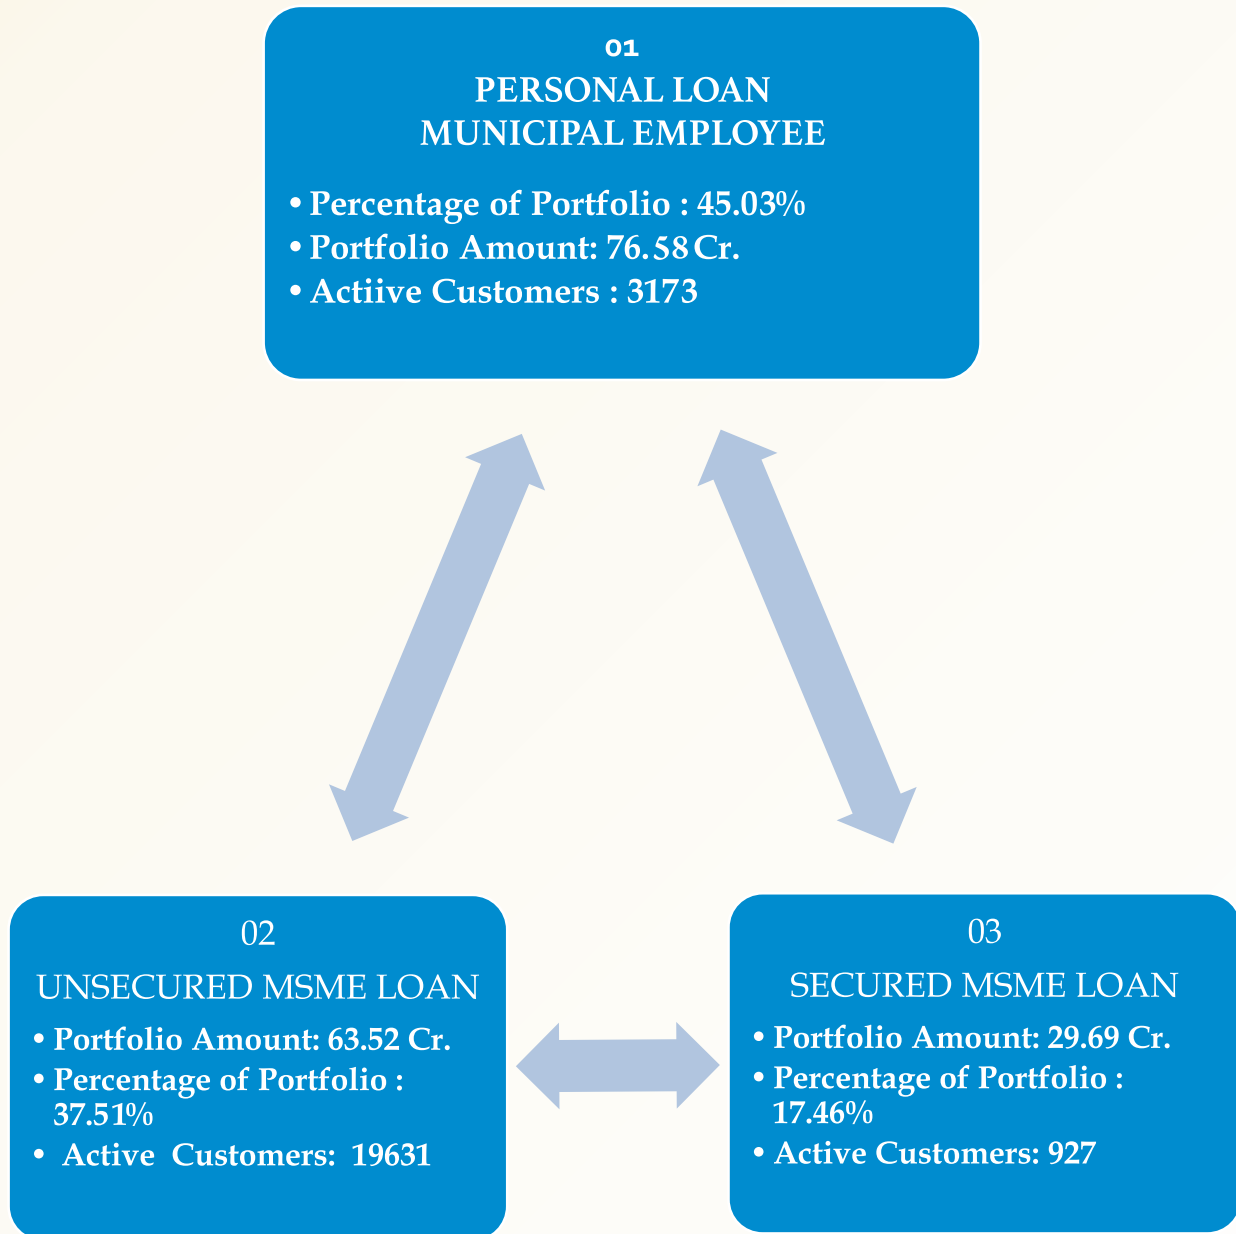 01
PERSONAL LOAN
MUNICIPAL EMPLOYEE
• Percentage of Portfolio : 45.03%
• Portfolio Amount: 76.58 Cr.
• Actiive Customers : 3173
02
UNSECURED MSME LOAN
• Portfolio Amount: 63.52 Cr.
• Percentage of Portfolio :
37.51%
• Active Customers: 19631
03
SECURED MSME LOAN
• Portfolio Amount: 29.69 Cr.
• Percentage of Portfolio :
17.46%
• Active Customers: 927